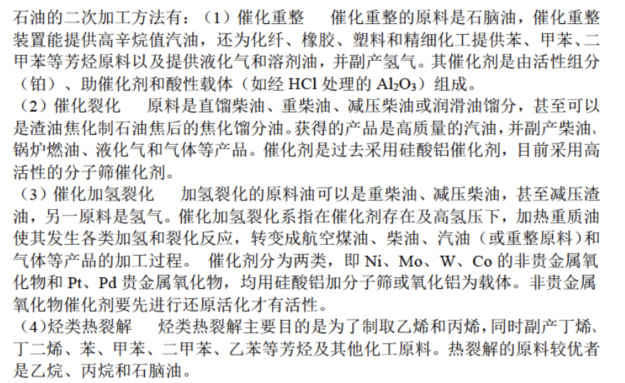 石油的二次加工方法有：（1）催化重整　催化重整的原料是石脑油，催化重整
装置能提供高辛烷值汽油，还为化纤、橡胶、塑料和精细化工提供苯、甲苯、二
甲苯等芳烃原料以及提供液化气和溶剂油，并副产氢气。其催化剂是由活性组分
（铂）、助催化剂和酸性载体（如经 HCl 处理的 Al₂O₃）组成。
（2）催化裂化　原料是直馏柴油、重柴油、减压柴油或润滑油馏分，甚至可以
是渣油焦化制石油焦后的焦化馏分油。获得的产品是高质量的汽油，并副产柴油、
锅炉燃油、液化气和气体等产品。催化剂是过去采用硅酸铝催化剂，目前采用高
活性的分子筛催化剂。
（3）催化加氢裂化　加氢裂化的原料油可以是重柴油、减压柴油，甚至减压渣
油，另一原料是氢气。催化加氢裂化系指在催化剂存在及高氢压下，加热重质油
使其发生各类加氢和裂化反应，转变成航空煤油、柴油、汽油（或重整原料）和
气体等产品的加工过程。 催化剂分为两类，即 Ni、Mo、W、Co 的非贵金属氧
化物和 Pt、Pd 贵金属氧化物，均用硅酸铝加分子筛或氧化铝为载体。非贵金属
氧化物催化剂要先进行还原活化才有活性。
（4）烃类热裂解　烃类热裂解主要目的是为了制取乙烯和丙烯，同时副产丁烯、
丁二烯、苯、甲苯、二甲苯、乙苯等芳烃及其他化工原料。热裂解的原料较优者
是乙烷、丙烷和石脑油。